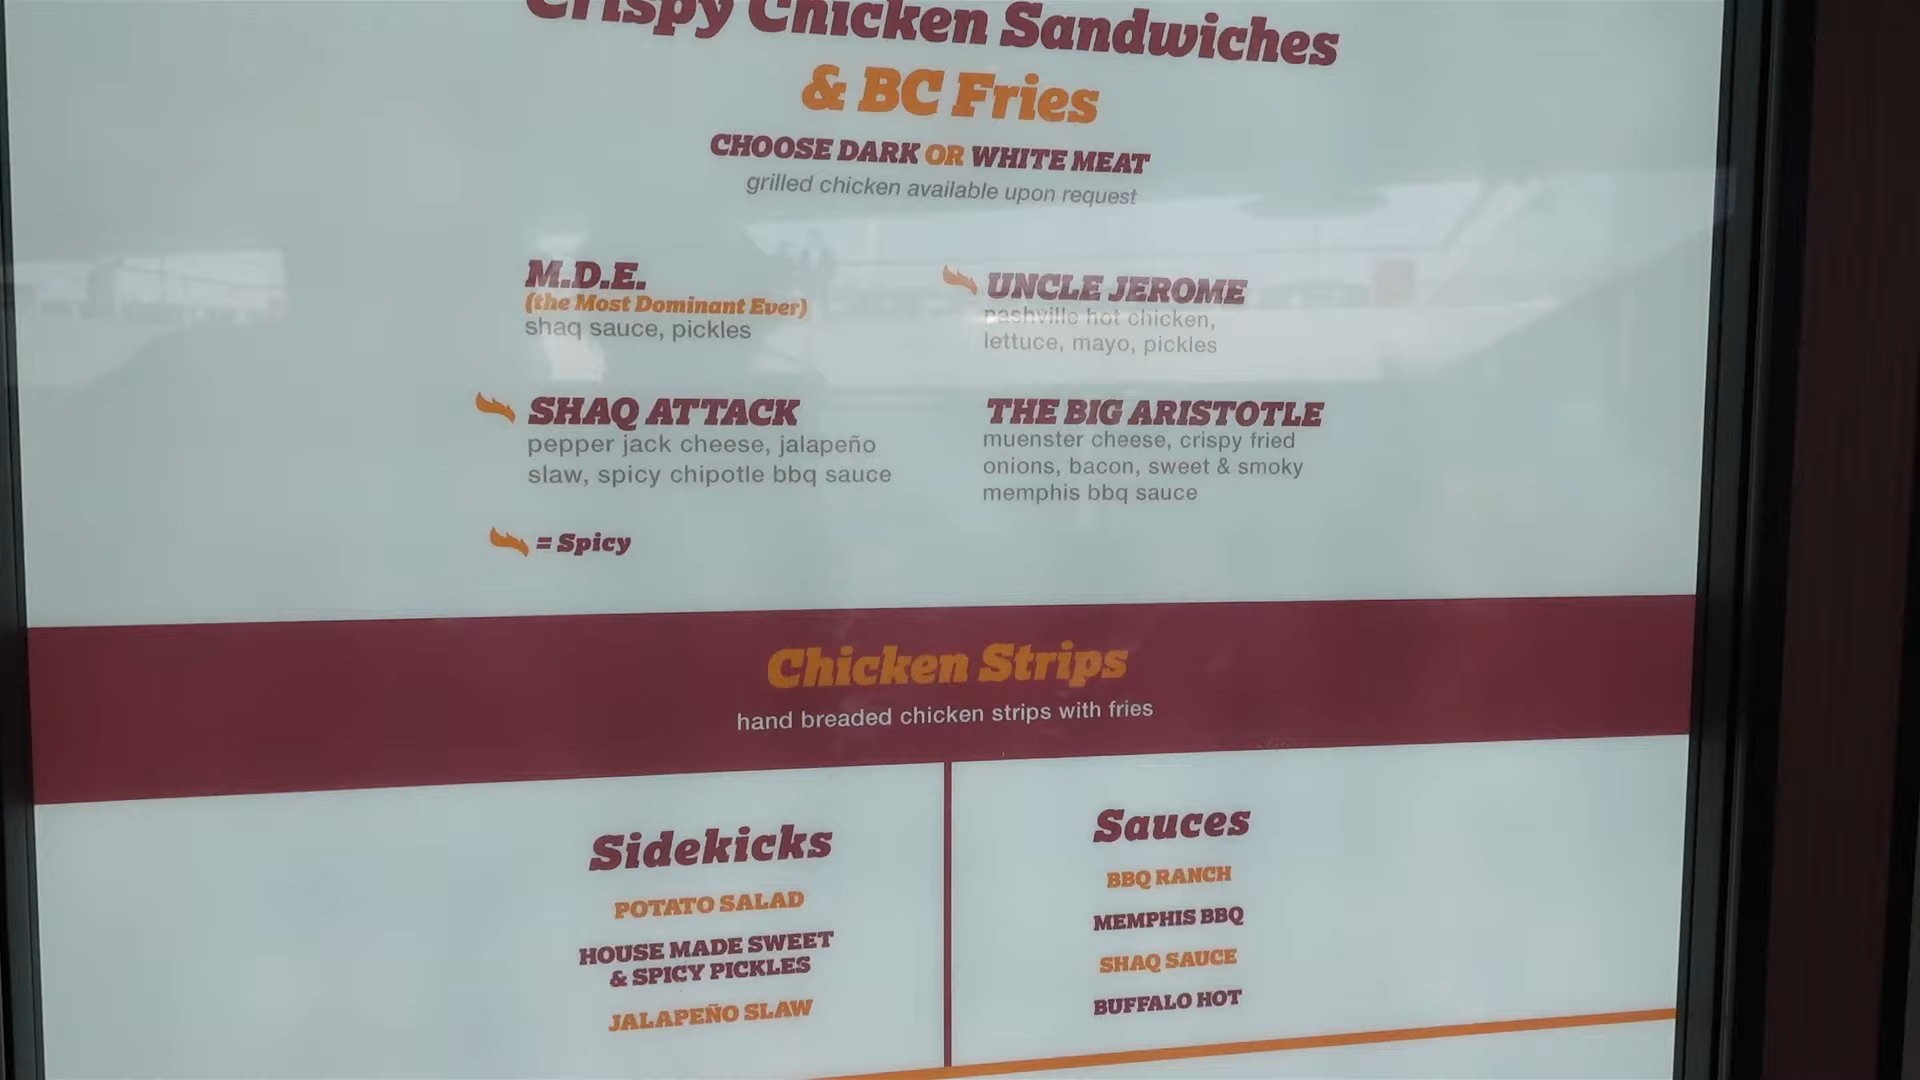 Crispy Chicken Sandwiches
& BC Fries
CHOOSE DARK OR WHITE MEAT
grilled chicken available upon request
M.D.E.
(the Most Dominant Ever)
shaq sauce, pickles
UNCLE JEROME
nashville hot chicken,
lettuce, mayo, pickles
SHAQ ATTACK
pepper jack cheese, jalapeño
slaw, spicy chipotle bbq sauce
THE BIG ARISTOTLE
muenster cheese, crispy fried
onions, bacon, sweet & smoky
memphis bbq sauce
= Spicy
Chicken Strips
hand breaded chicken strips with fries
Sidekicks
POTATO SALAD
HOUSE MADE SWEET
& SPICY PICKLES
JALAPEÑO SLAW
Sauces
BBQ RANCH
MEMPHIS BBQ
SHAQ SAUCE
BUFFALO HOT